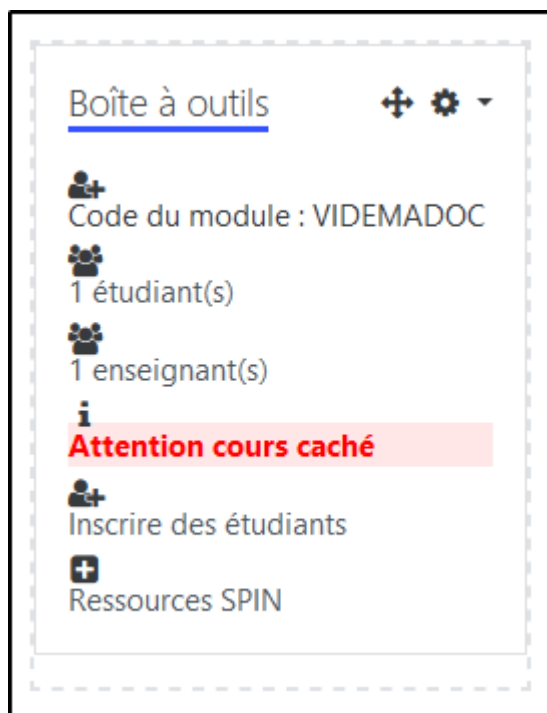 Boîte à outils
Code du module : VIDEMADOC
1 étudiant(s)
1 enseignant(s)
Attention cours caché
Inscrire des étudiants
Ressources SPIN